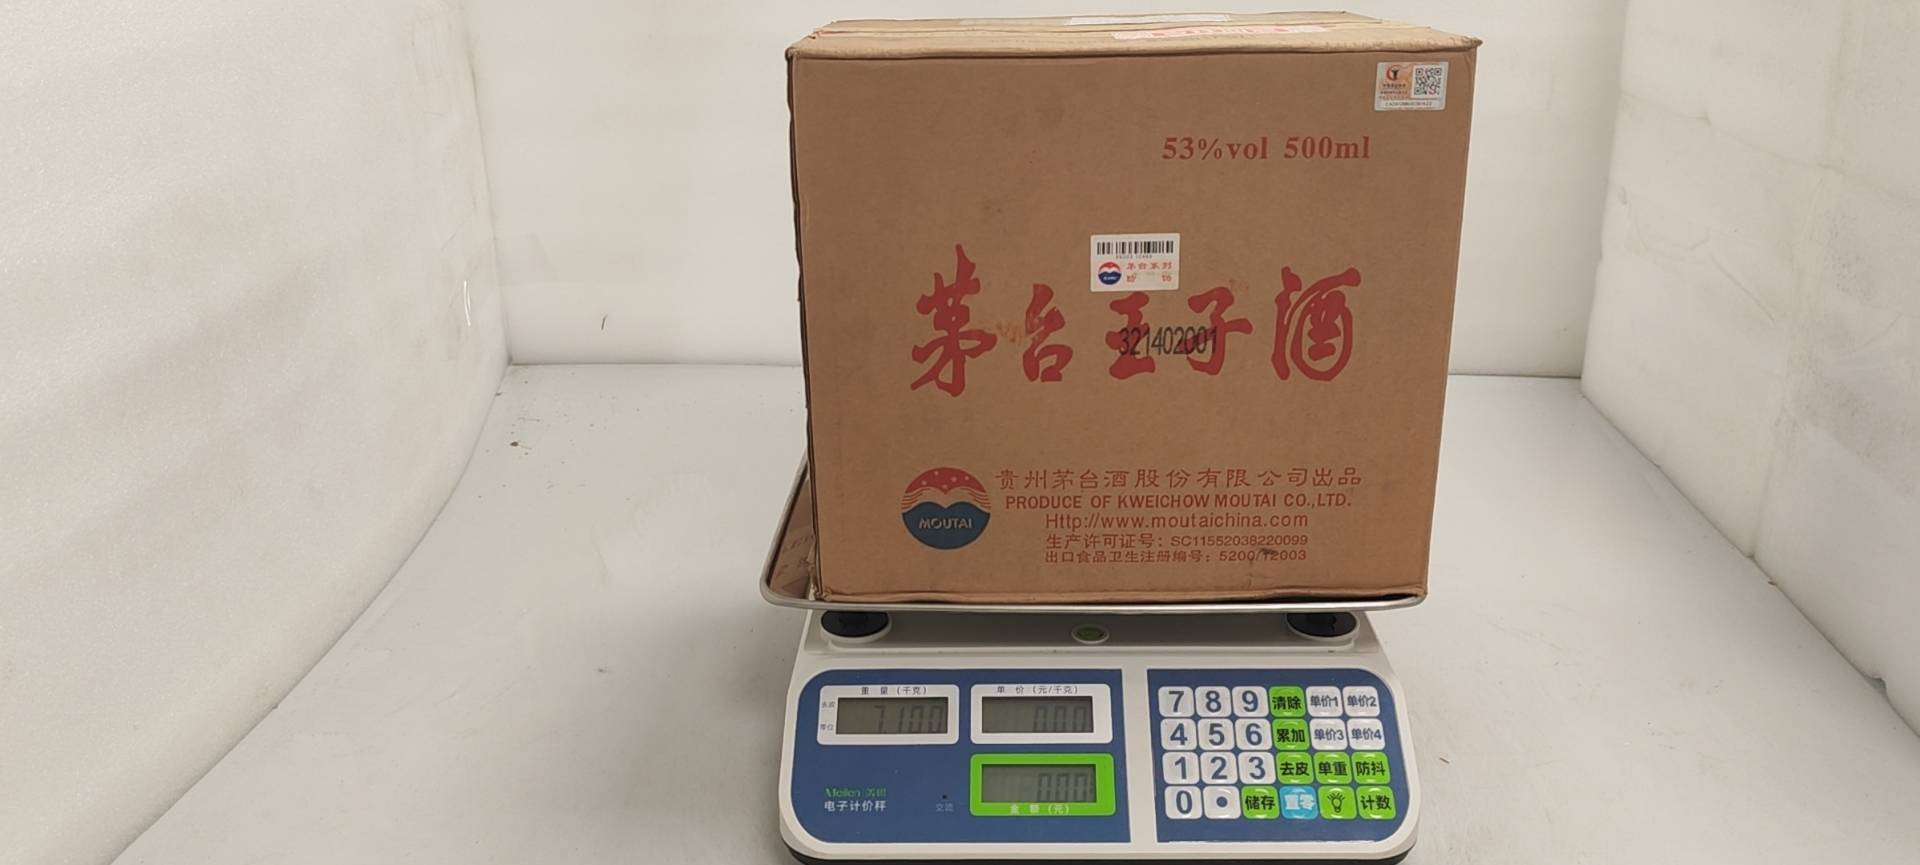 53%vol 500ml
茅台系列
茅台王子酒
321402001
MOUTAI
贵州茅台酒股份有限公司出品
PRODUCE OF KWEICHOW MOUTAI CO.,LTD.
Http://www.moutaichina.com
生产许可证号：SC11552038220099
出口食品卫生注册编号：5200/12003
重量（千克）
单价（元/千克）
去皮
零位
7.100
0.00
0.00
金额（元）
Meilen
电子计价秤
交流
7 8 9 清除 单价1 单价2
4 5 6 累加 单价3 单价4
1 2 3 去皮 单重 防抖
0 • 储存 置零 计数